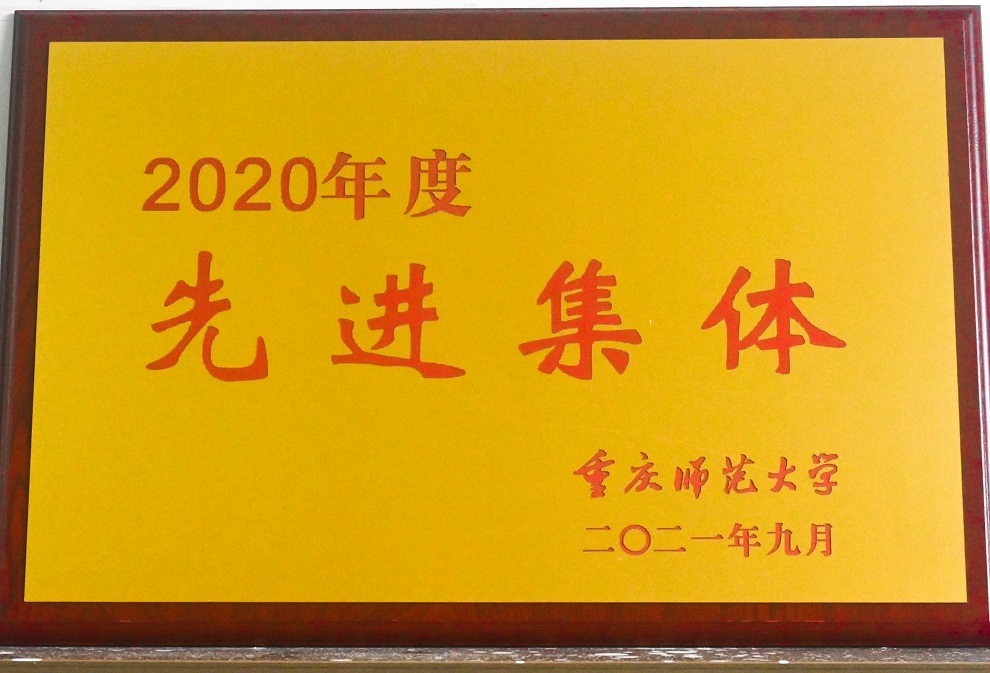 2020年度
先进集体
重庆师范大学
二〇二一年九月